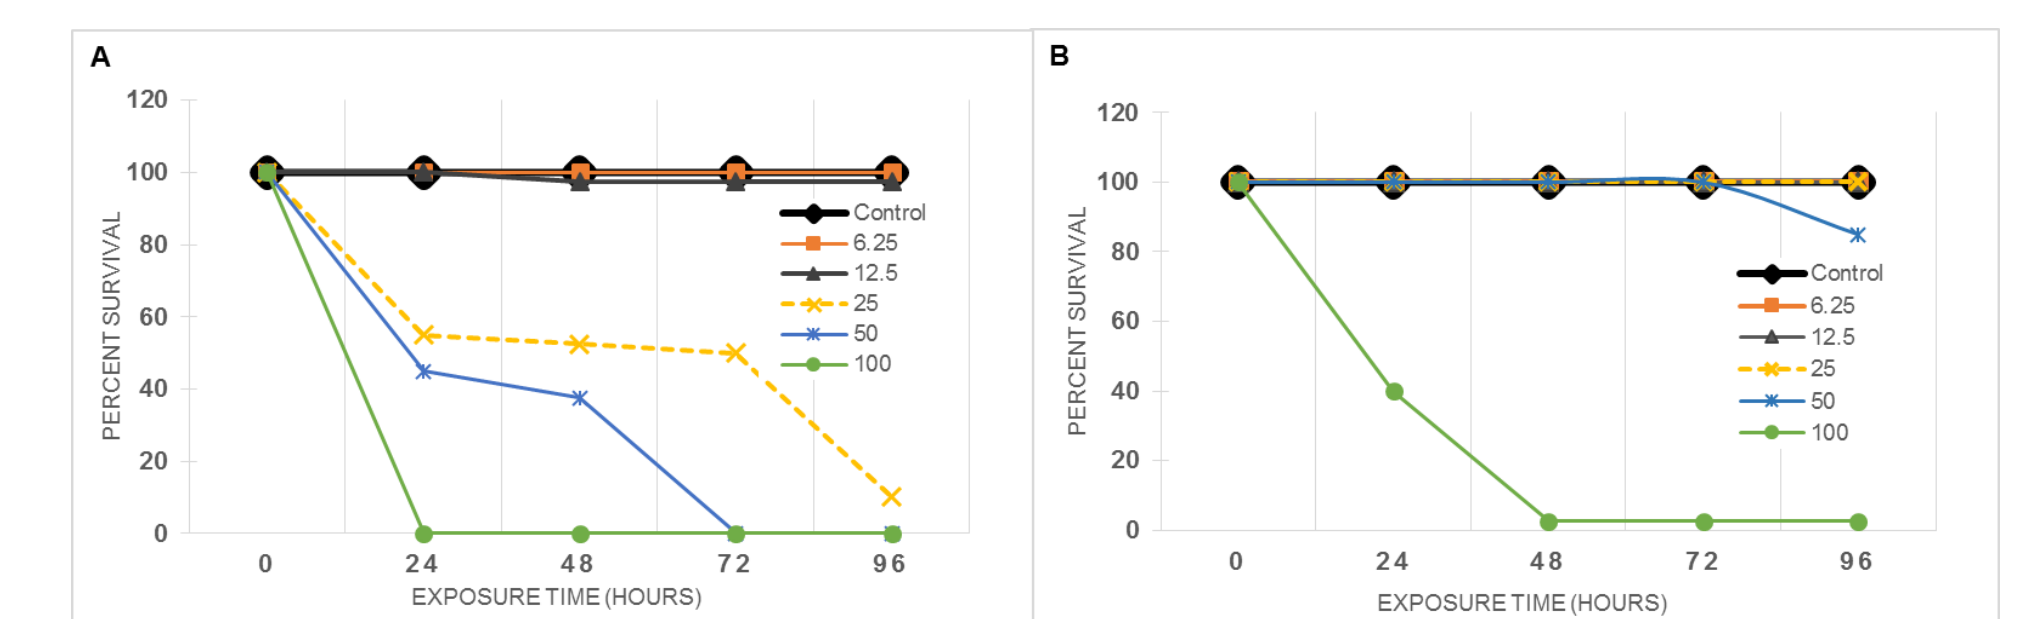 A
120
100
80
60
40
20
0
PERCENT SURVIVAL
Control
6.25
12.5
25
50
100
0 24 48 72 96
EXPOSURE TIME (HOURS)
B
120
100
80
60
40
20
0
PERCENT SURVIVAL
Control
6.25
12.5
25
50
100
0 24 48 72 96
EXPOSURE TIME (HOURS)